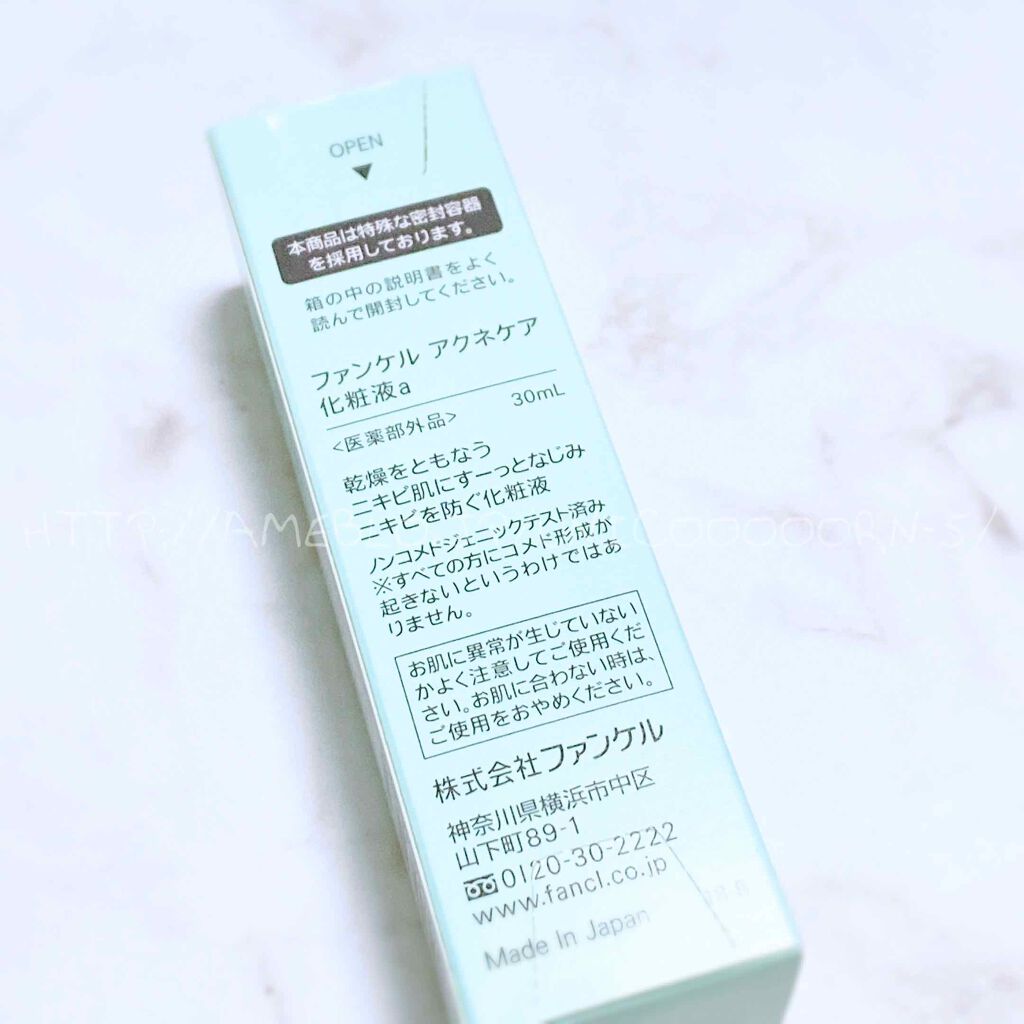 OPEN
本商品は特殊な密封容器
を採用しております。
箱の中の説明書をよく
読んで開封してください。
ファンケル アクネケア
化粧液a
30mL
<医薬部外品>
乾燥をともなう
ニキビ肌にすーっとなじみ
ニキビを防ぐ化粧液
ノンコメドジェニックテスト済み
※すべての方にコメド形成が
起きないというわけではあ
りません。
お肌に異常が生じていない
かよく注意してご使用くだ
さい。お肌に合わない時は、
ご使用をおやめください。
株式会社ファンケル
神奈川県横浜市中区
山下町89-1
0120-30-2222
www.fancl.co.jp
Made In Japan